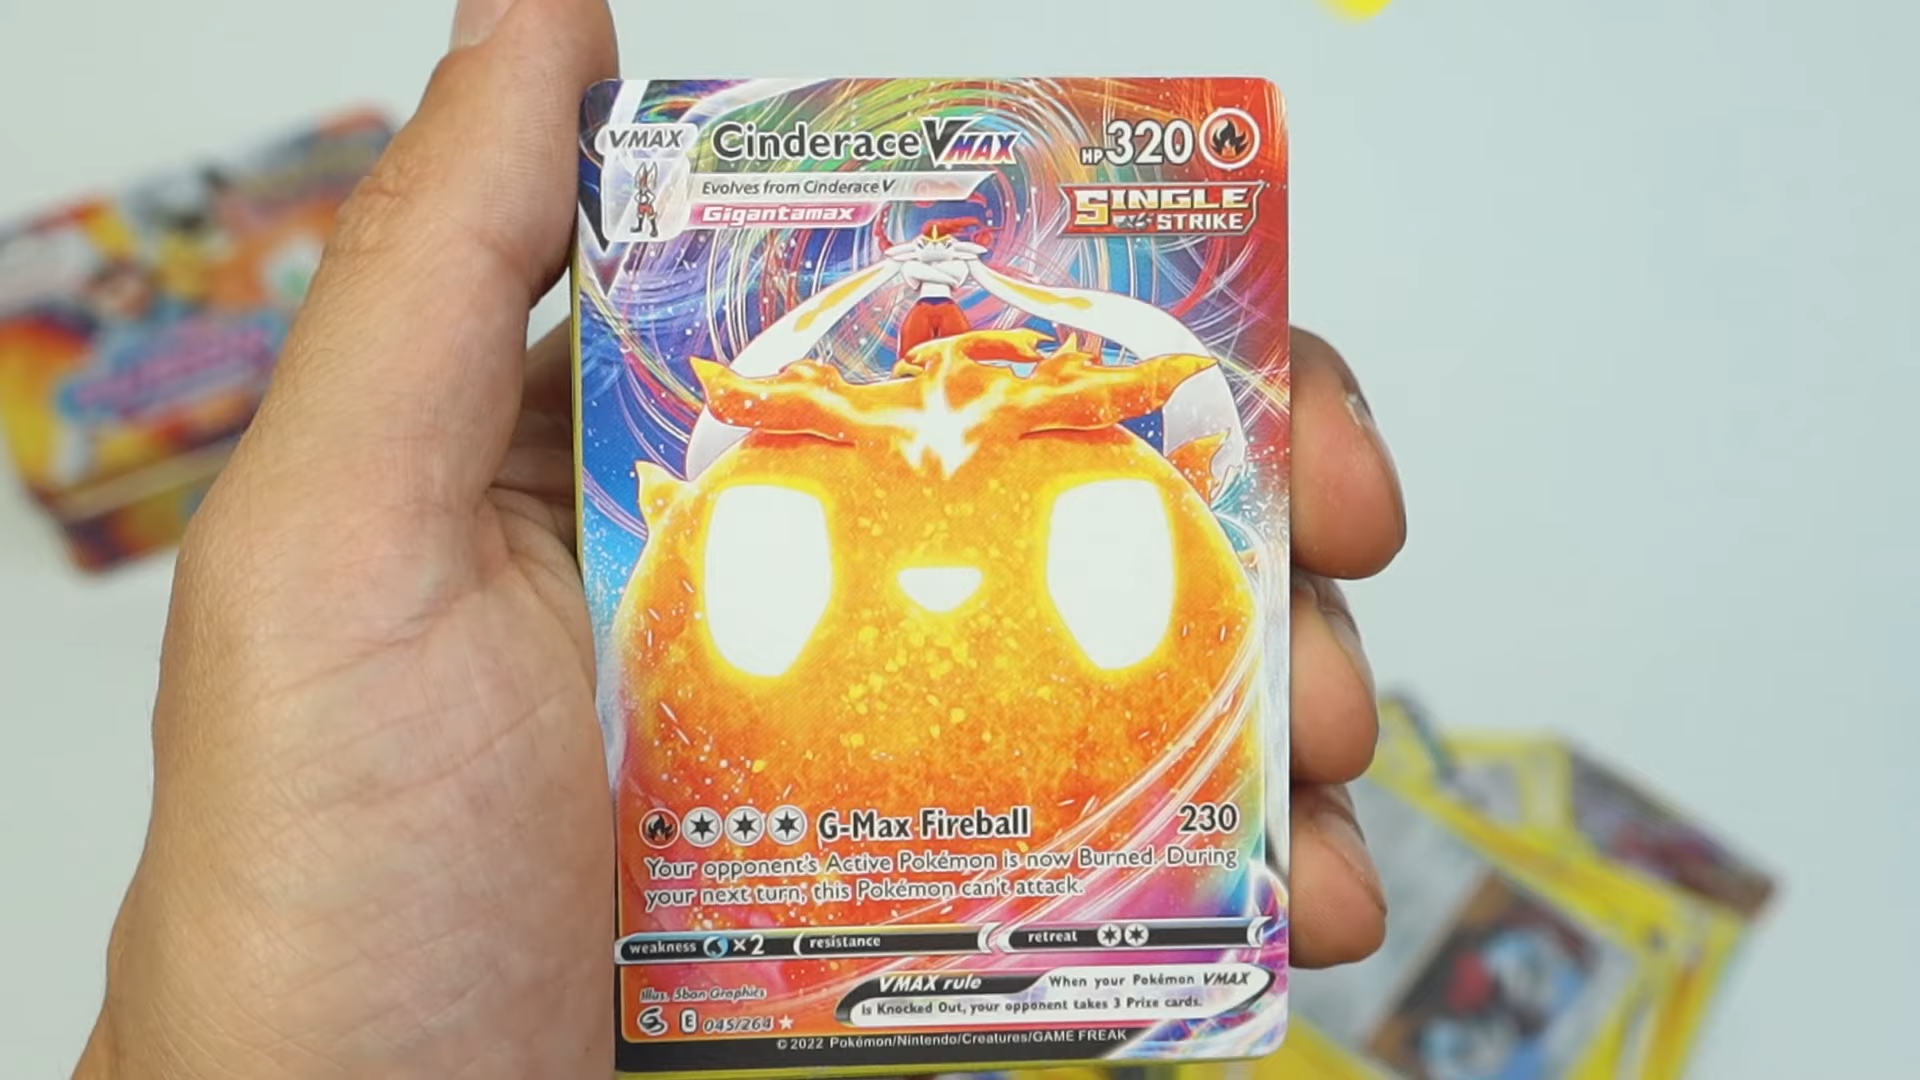 VMAX
Cinderace VMAX
HP 320
Evolves from Cinderace V
Gigantamax
SINGLE
STRIKE
G-Max Fireball 230
Your opponent's Active Pokémon is now Burned. During
your next turn, this Pokémon can't attack.
weakness ×2 resistance retreat
VMAX rule When your Pokémon VMAX
is Knocked Out, your opponent takes 3 Prize cards.
Illus. 5ban Graphics
E 045/264
©2022 Pokémon/Nintendo/Creatures/GAME FREAK